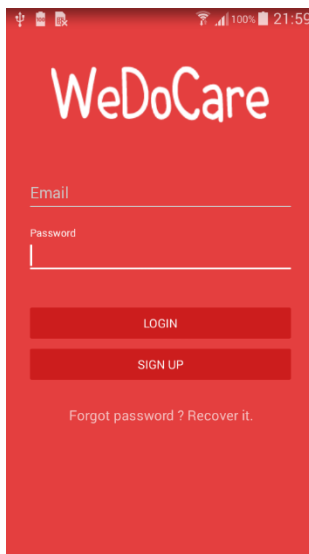 100% 21:59
WeDoCare
Email
Password
LOGIN
SIGN UP
Forgot password ? Recover it.